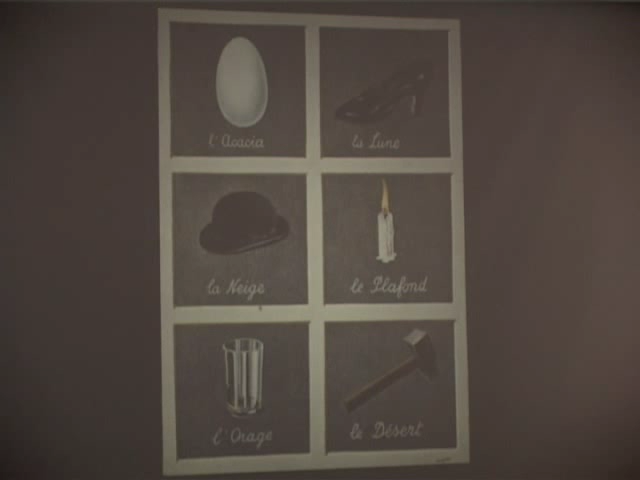 l'Acacia
la Lune
la Neige
le Plafond
l'Orage
le Désert